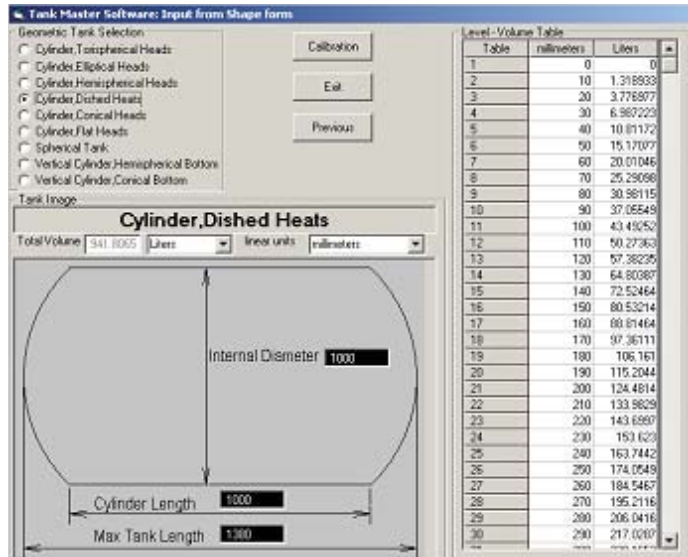 Tank Master Software: Input from Shape form
Geometric Tank Selection
Cylinder,Torispherical Heads
Cylinder,Elliptical Heads
Cylinder,Hemispherical Heads
Cylinder,Dished Heats
Cylinder,Conical Heads
Cylinder,Flat Heads
Spherical Tank
Vertical Cylinder,Hemispherical Bottom
Vertical Cylinder,Conical Bottom
Calibration
Exit
Previous
Tank Image
Cylinder,Dished Heats
Total Volume 941.8065 Liters linear units millimeters
Internal Diameter 1000
Cylinder Length 1000
Max Tank Length 1380
Level-Volume Table
Table millimeters Liters
1 0 0
2 10 1.318933
3 20 3.776977
4 30 6.987223
5 40 10.81172
6 50 15.17077
7 60 20.01046
8 70 25.29098
9 80 30.98115
10 90 37.05549
11 100 43.49252
12 110 50.27363
13 120 57.38235
14 130 64.80387
15 140 72.52464
16 150 80.53214
17 160 88.81464
18 170 97.36111
19 180 106.161
20 190 115.2044
21 200 124.4814
22 210 133.9829
23 220 143.6997
24 230 153.623
25 240 163.7442
26 250 174.0549
27 260 184.5467
28 270 195.2116
29 280 206.0416
30 290 217.0287